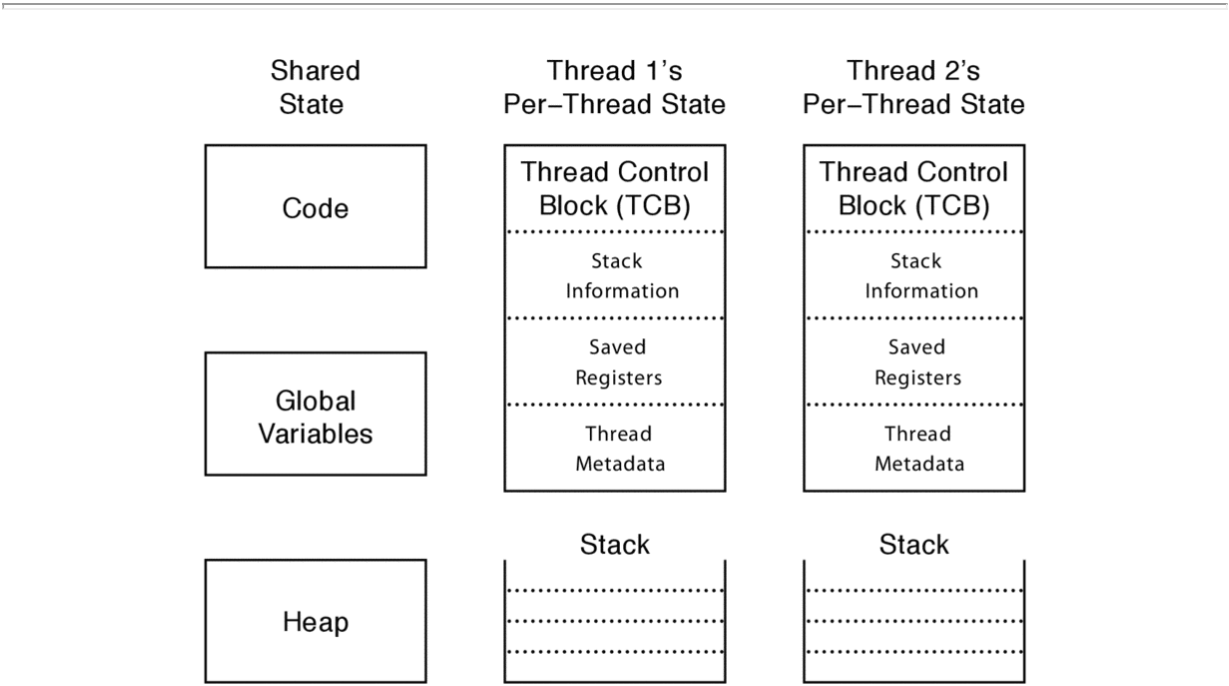 Shared
State
Thread 1’s
Per–Thread State
Thread 2’s
Per–Thread State
Code
Global
Variables
Heap
Thread Control
Block (TCB)
Stack
Information
Saved
Registers
Thread
Metadata
Stack
Thread Control
Block (TCB)
Stack
Information
Saved
Registers
Thread
Metadata
Stack